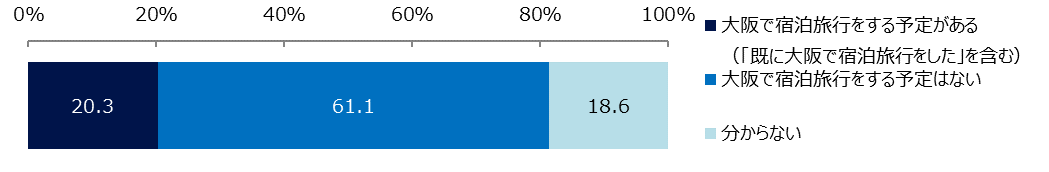 0% 20% 40% 60% 80% 100%
20.3 61.1 18.6
大阪で宿泊旅行をする予定がある
（「既に大阪で宿泊旅行をした」を含む）
大阪で宿泊旅行をする予定はない
分からない